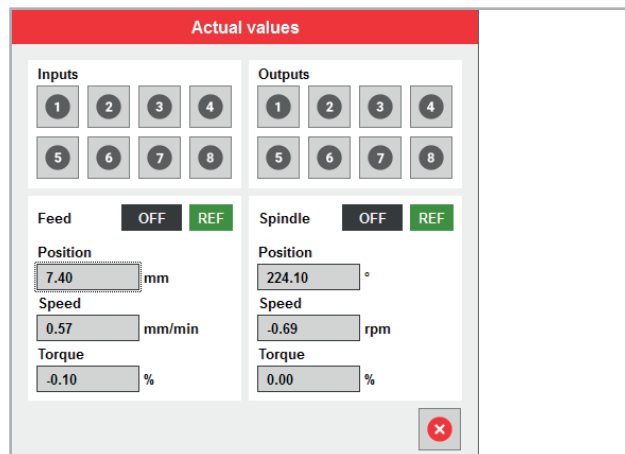 Actual values
Inputs
1 2 3 4
5 6 7 8
Outputs
1 2 3 4
5 6 7 8
Feed OFF REF
Position
7.40 mm
Speed
0.57 mm/min
Torque
-0.10 %
Spindle OFF REF
Position
224.10 °
Speed
-0.69 rpm
Torque
0.00 %